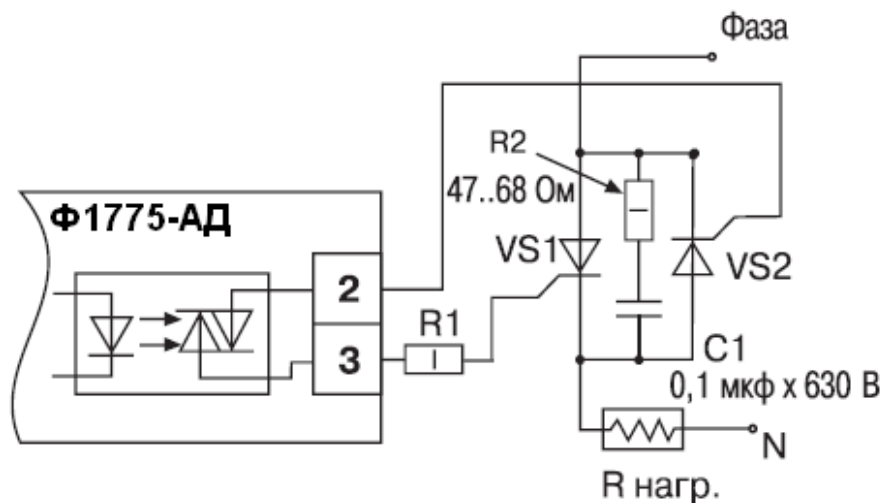 Фаза
R2
47..68 Ом
Ф1775-АД
VS1
VS2
2
R1
3
C1
0,1 мкф х 630 В
N
R нагр.